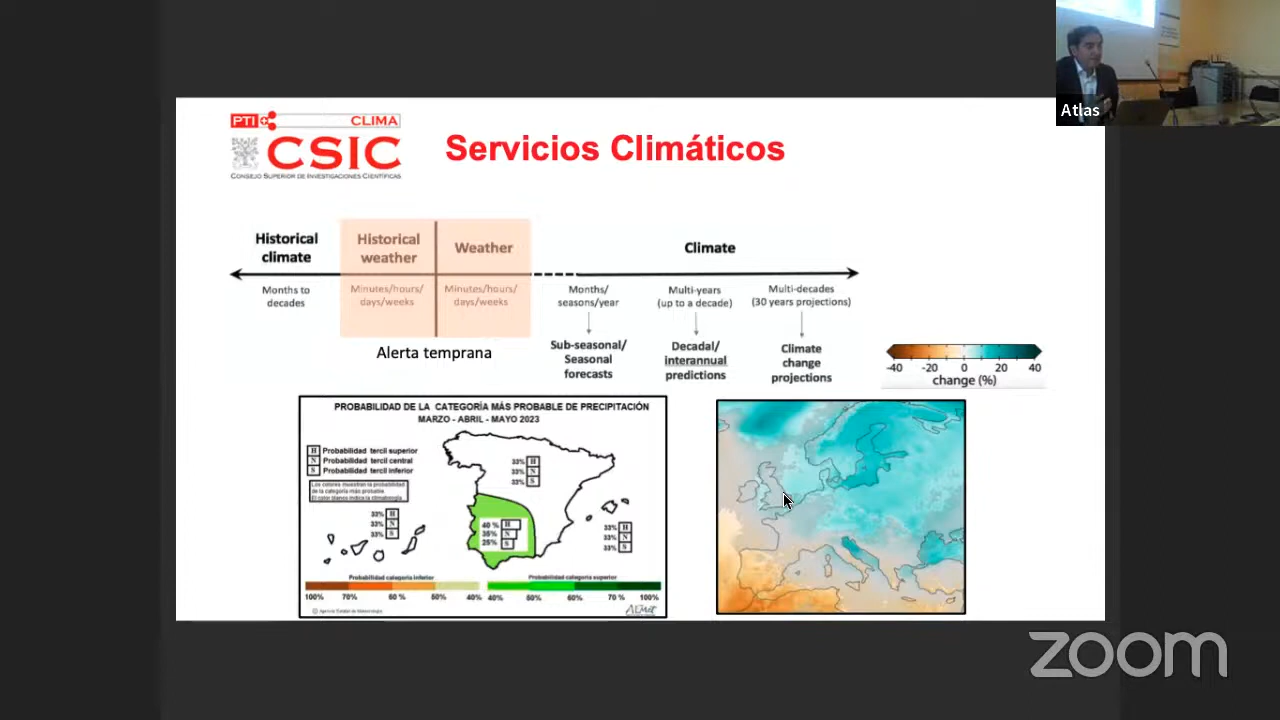 Atlas
PTI
CLIMA
CSIC
CONSEJO SUPERIOR DE INVESTIGACIONES CIENTÍFICAS
Servicios Climáticos
Historical
climate
Historical
weather
Weather
Climate
Months to
decades
Minutes/hours/
days/weeks
Minutes/hours/
days/weeks
Months/
seasons/year
Multi-years
(up to a decade)
Multi-decades
(30 years projections)
Alerta temprana
Sub-seasonal/
Seasonal
forecasts
Decadal/
interannual
predictions
Climate
change
projections
-40 -20 0 20 40
change (%)
PROBABILIDAD DE LA CATEGORÍA MÁS PROBABLE DE PRECIPITACIÓN
MARZO - ABRIL - MAYO 2023
H Probabilidad tercil superior
N Probabilidad tercil central
S Probabilidad tercil inferior
Los colores muestran la probabilidad
de la categoría más probable.
El color blanco indica la climatología
33% H
33% N
33% S
40 % H
35% N
25% S
33% H
33% N
33% S
33% H
33% N
33% S
Probabilidad categoría inferior
Probabilidad categoría superior
100% 70% 60 % 50% 40% 40% 50% 60% 70 % 100%
© Agencia Estatal de Meteorología
zoom